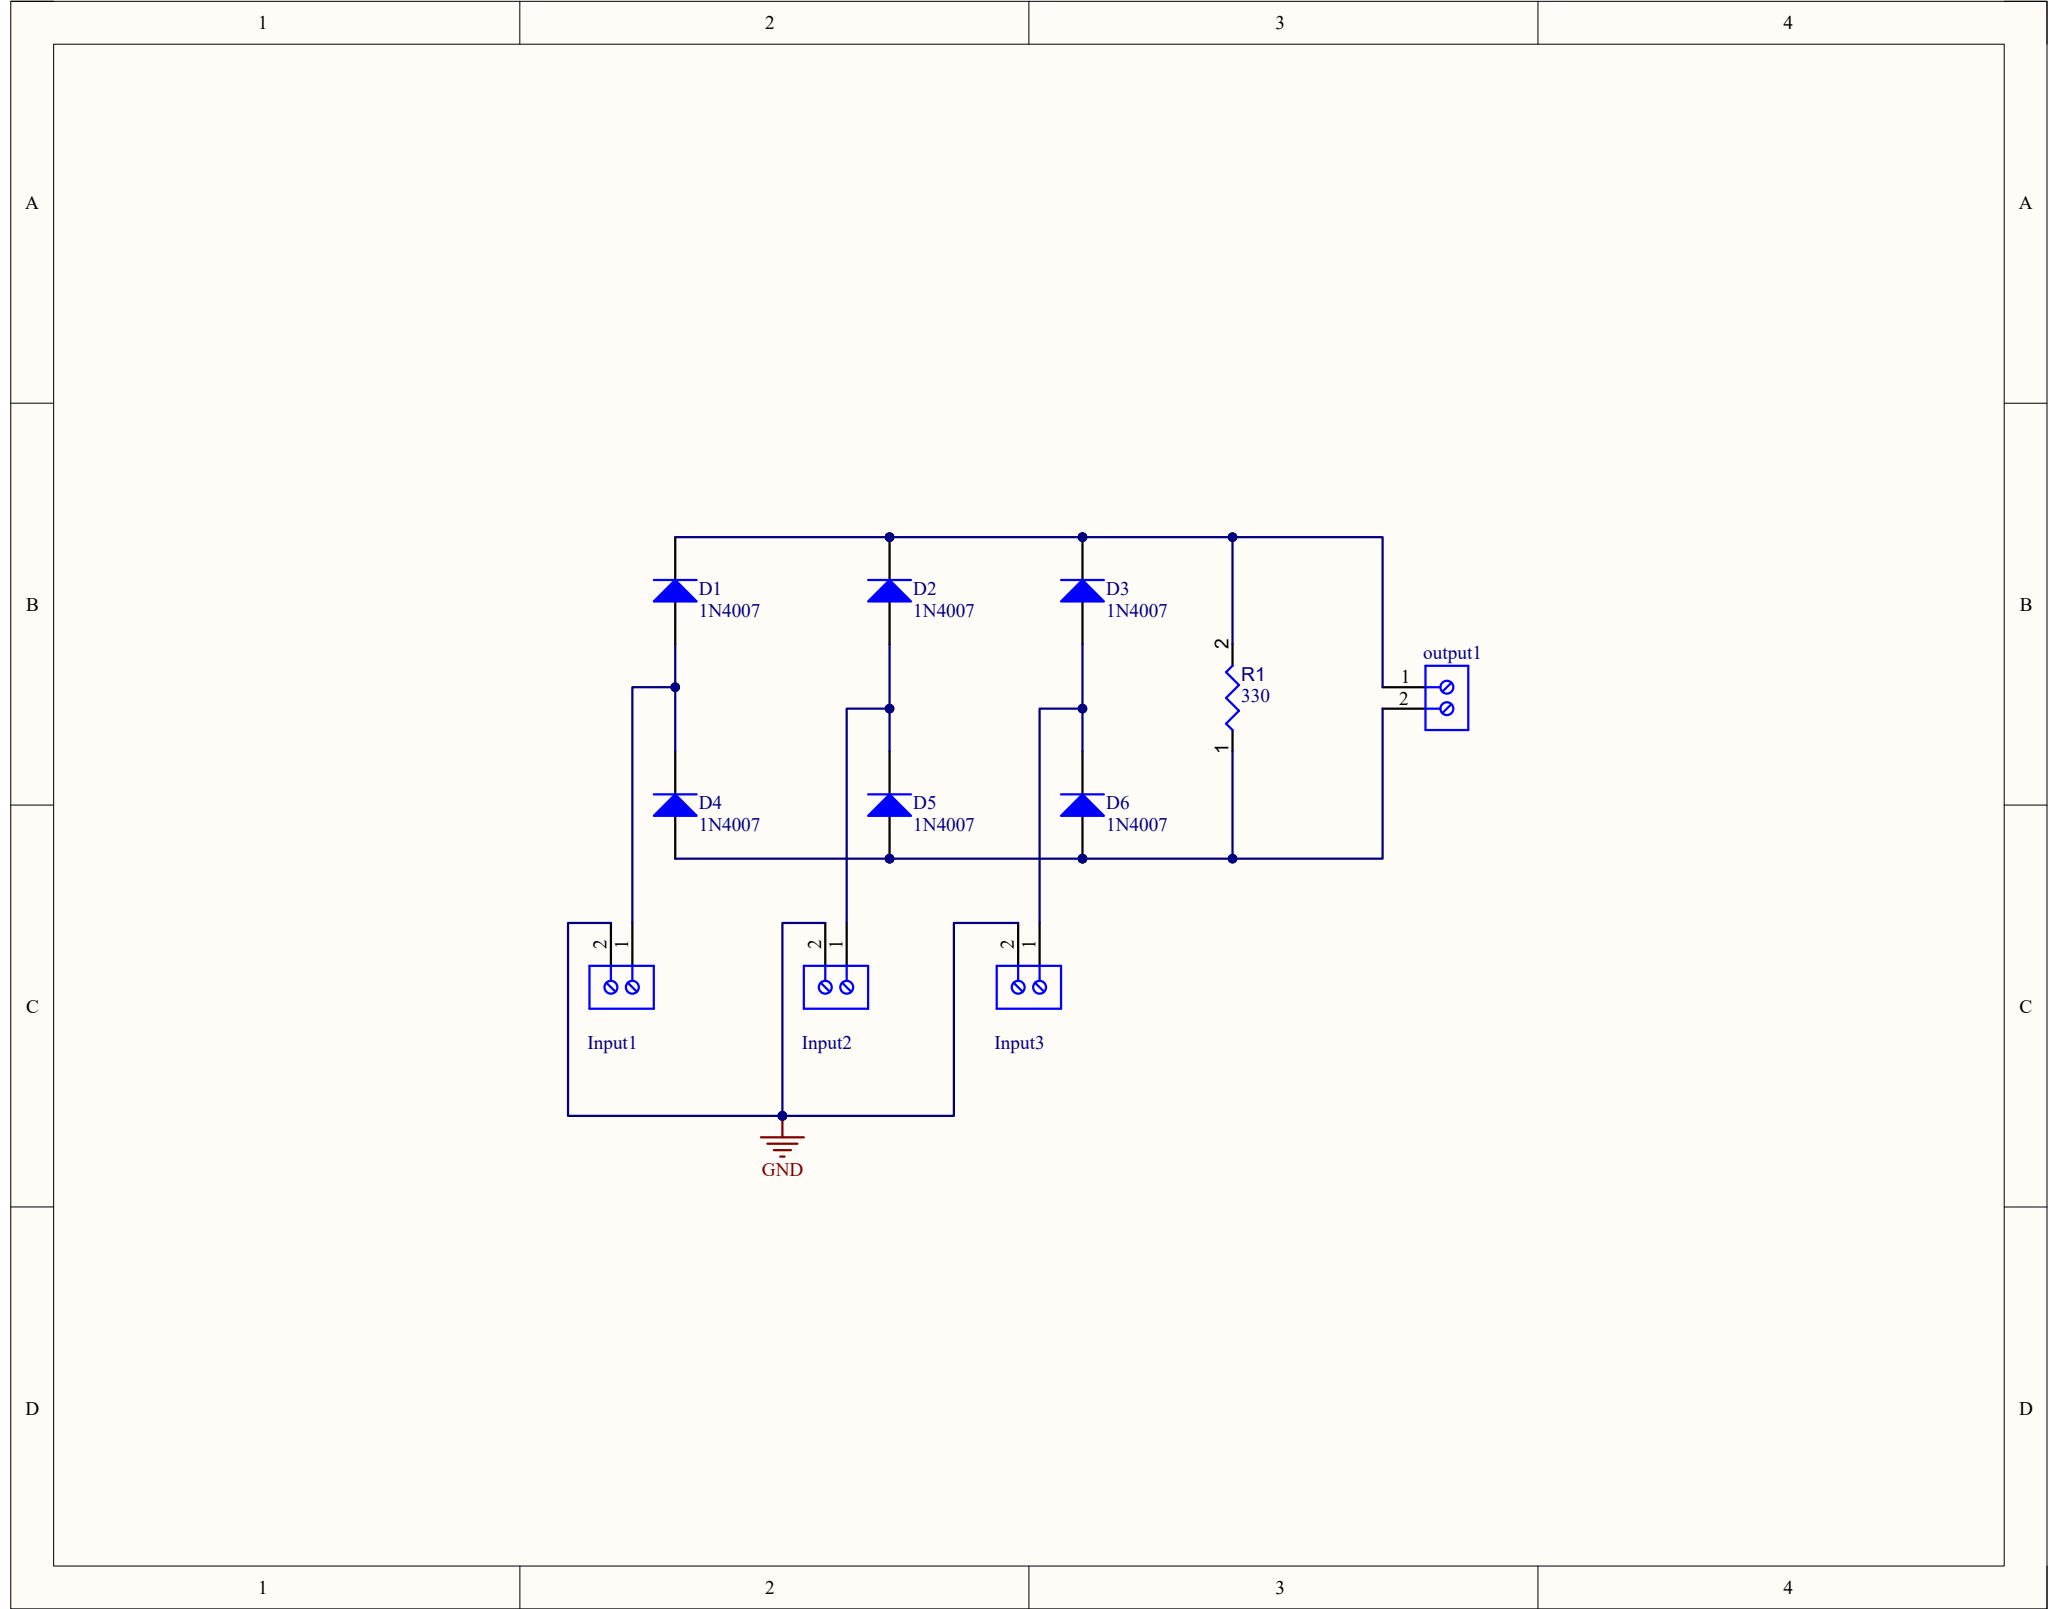 1 2 3 4
A A
B B
D1 D2 D3
1N4007 1N4007 1N4007
2
output1
R1
1
330
2
1
D4 D5 D6
1N4007 1N4007 1N4007
2 1 2 1 2 1
C C
Input1 Input2 Input3
GND
D D
1 2 3 4